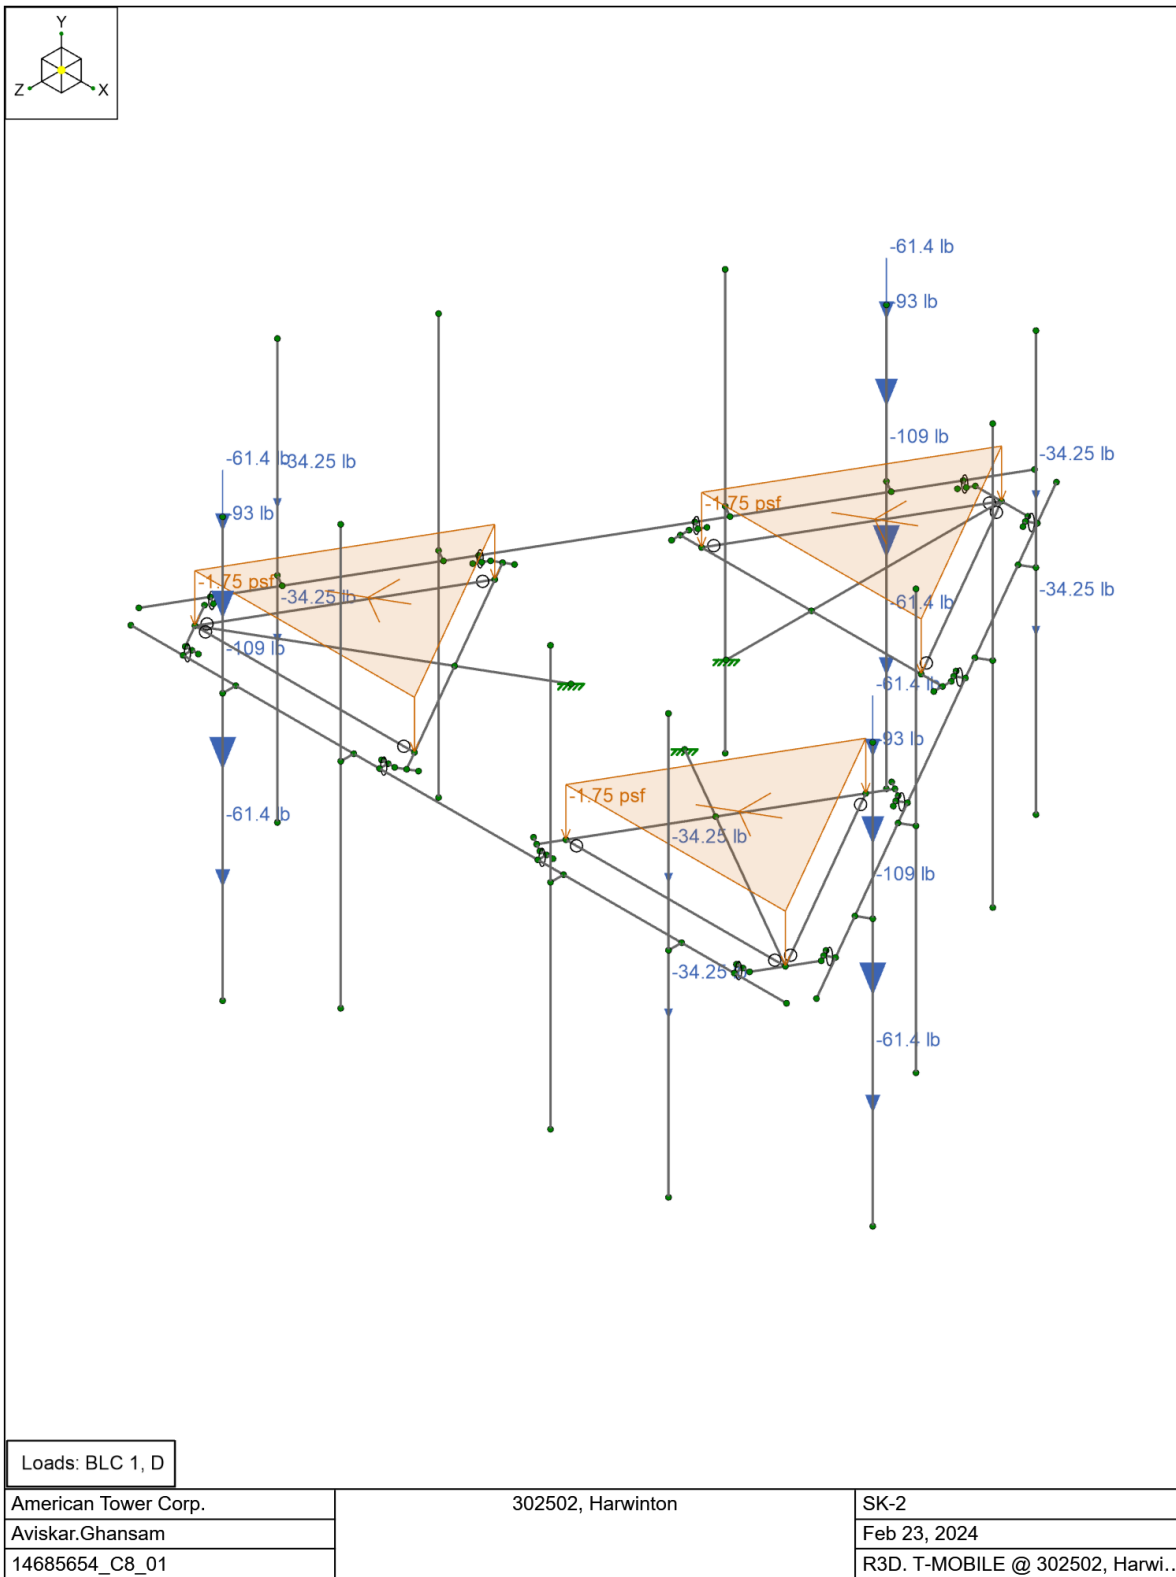 Y
Z
X
-61.4 lb
-93 lb
-109 lb
-34.25 lb
-61.4 lb
-34.25 lb
-93 lb
-1.75 psf
-1.75 psf
-34.25 lb
-34.25 lb
-61.4 lb
-109 lb
-61.4 lb
-93 lb
-1.75 psf
-61.4 lb
-34.25 lb
-109 lb
-34.25 lb
-61.4 lb
Loads: BLC 1, D
American Tower Corp.
302502, Harwinton
SK-2
Aviskar.Ghansam
Feb 23, 2024
14685654_C8_01
R3D. T-MOBILE @ 302502, Harwi...